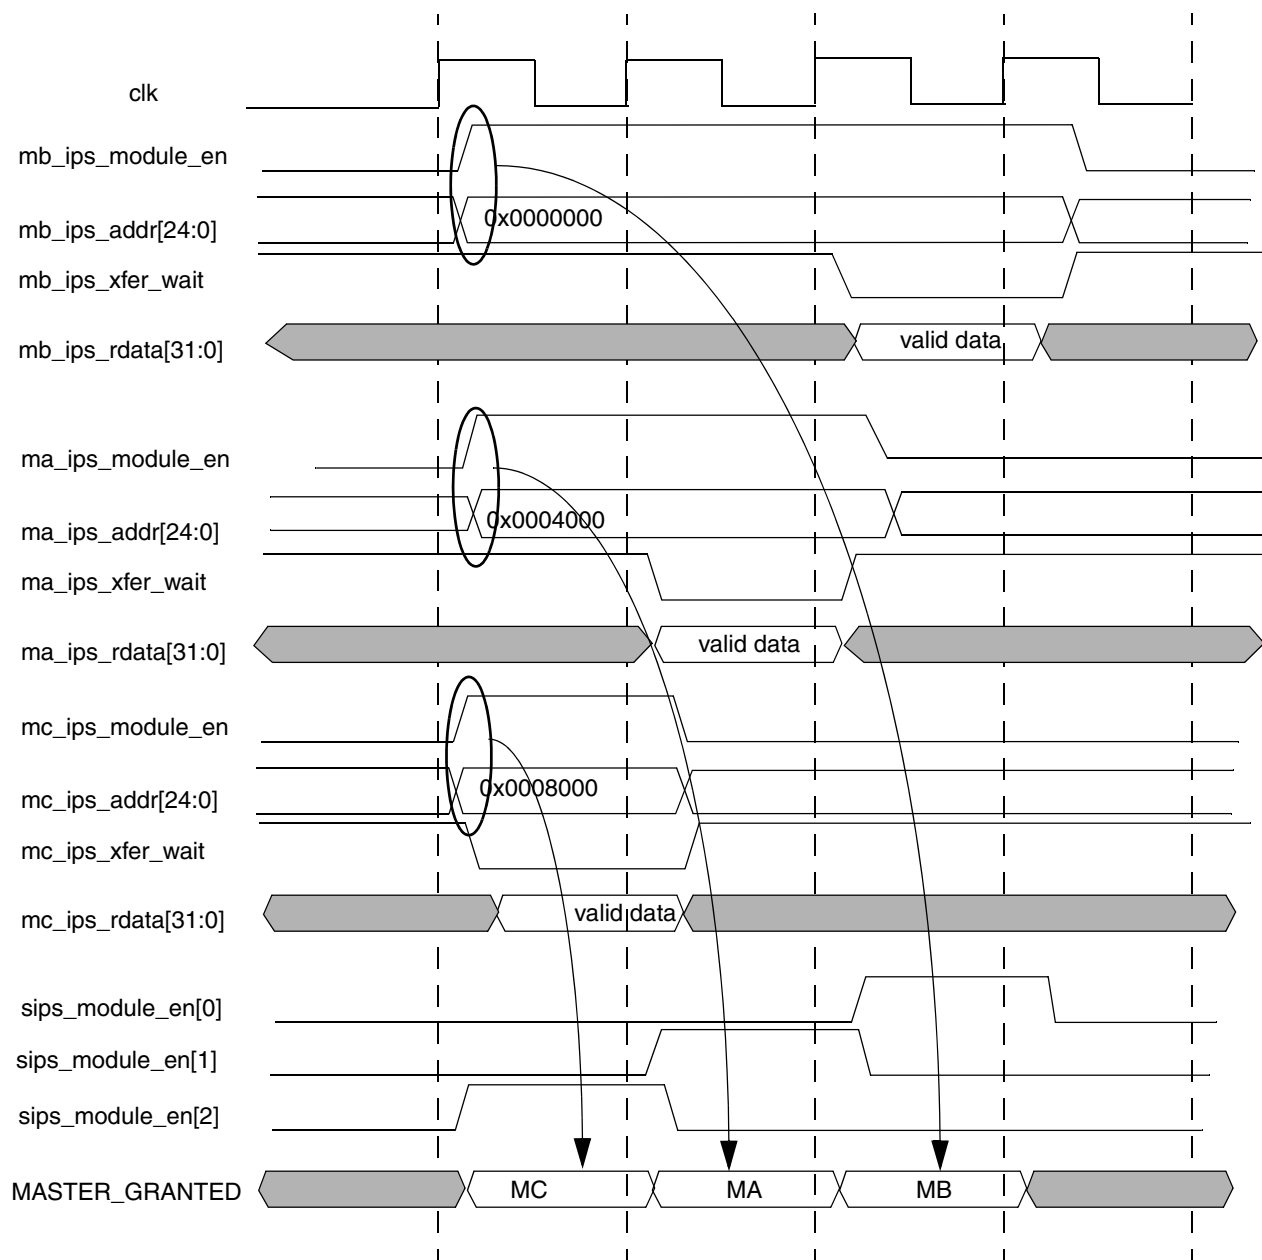 clk
mb_ips_module_en
mb_ips_addr[24:0]
0x0000000
mb_ips_xfer_wait
mb_ips_rdata[31:0]
valid data
ma_ips_module_en
ma_ips_addr[24:0]
0x0004000
ma_ips_xfer_wait
ma_ips_rdata[31:0]
valid data
mc_ips_module_en
mc_ips_addr[24:0]
0x0008000
mc_ips_xfer_wait
mc_ips_rdata[31:0]
valid data
sips_module_en[0]
sips_module_en[1]
sips_module_en[2]
MASTER_GRANTED
MC
MA
MB